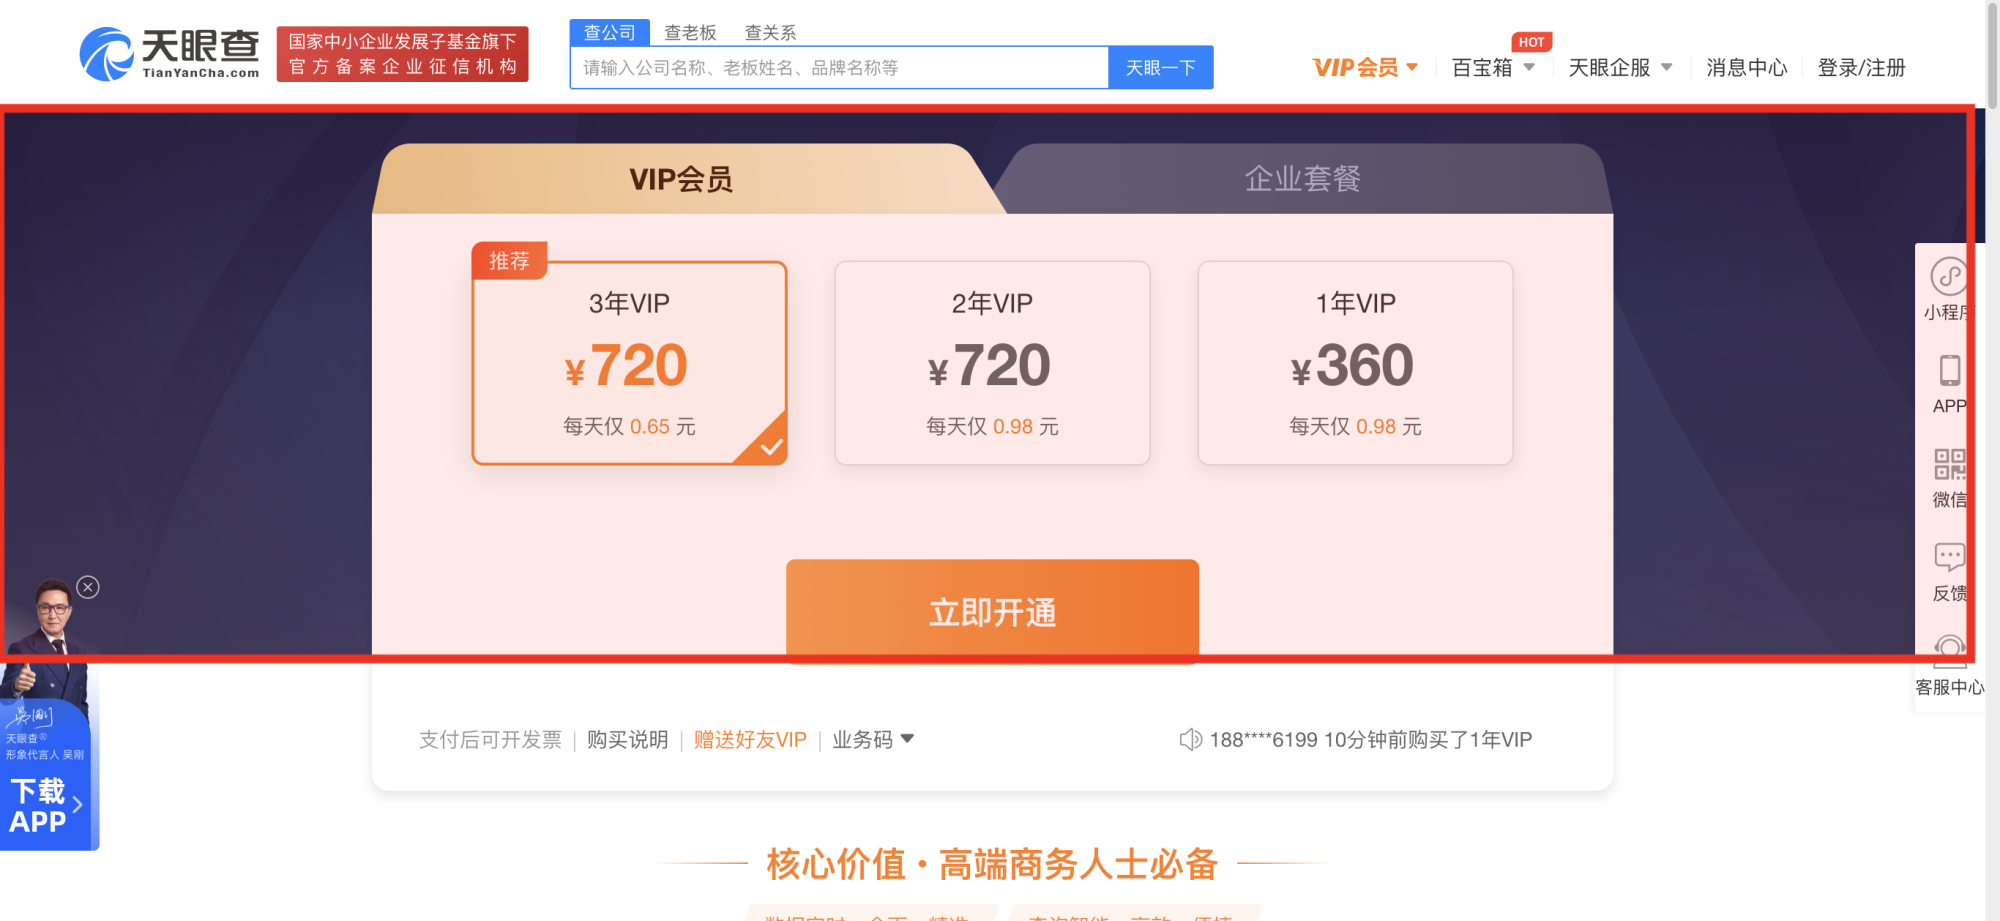 天眼查
TianYanCha.com
国家中小企业发展子基金旗下
官方备案企业征信机构
查公司 查老板 查关系
请输入公司名称、老板姓名、品牌名称等 天眼一下
HOT
VIP会员 百宝箱 天眼企服 消息中心 登录/注册
VIP会员 企业套餐
推荐
3年VIP
¥720
每天仅 0.65 元
2年VIP
¥720
每天仅 0.98 元
1年VIP
¥360
每天仅 0.98 元
立即开通
小程序
APP
微信
反馈
客服中心
支付后可开发票 | 购买说明 | 赠送好友VIP | 业务码
188****6199 10分钟前购买了1年VIP
吴刚
天眼查®
形象代言人 吴刚
下载
APP
核心价值·高端商务人士必备